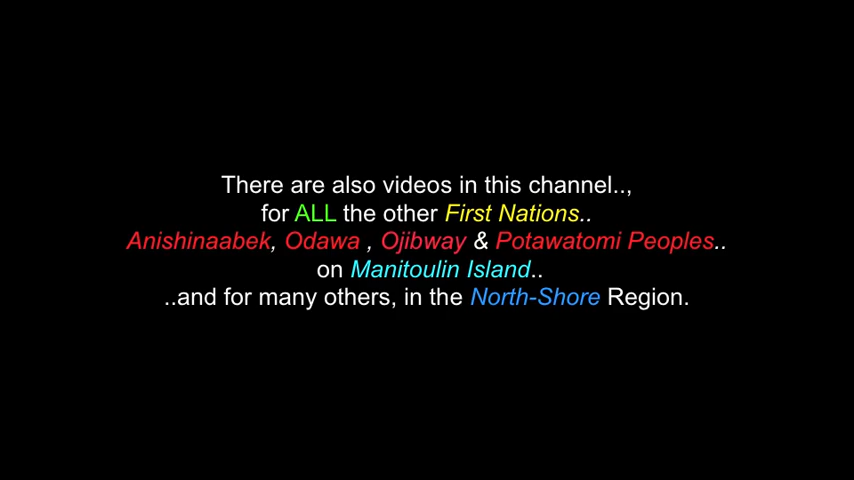 There are also videos in this channel..,
for ALL the other First Nations..
Anishinaabek, Odawa , Ojibway & Potawatomi Peoples..
on Manitoulin Island..
..and for many others, in the North-Shore Region.